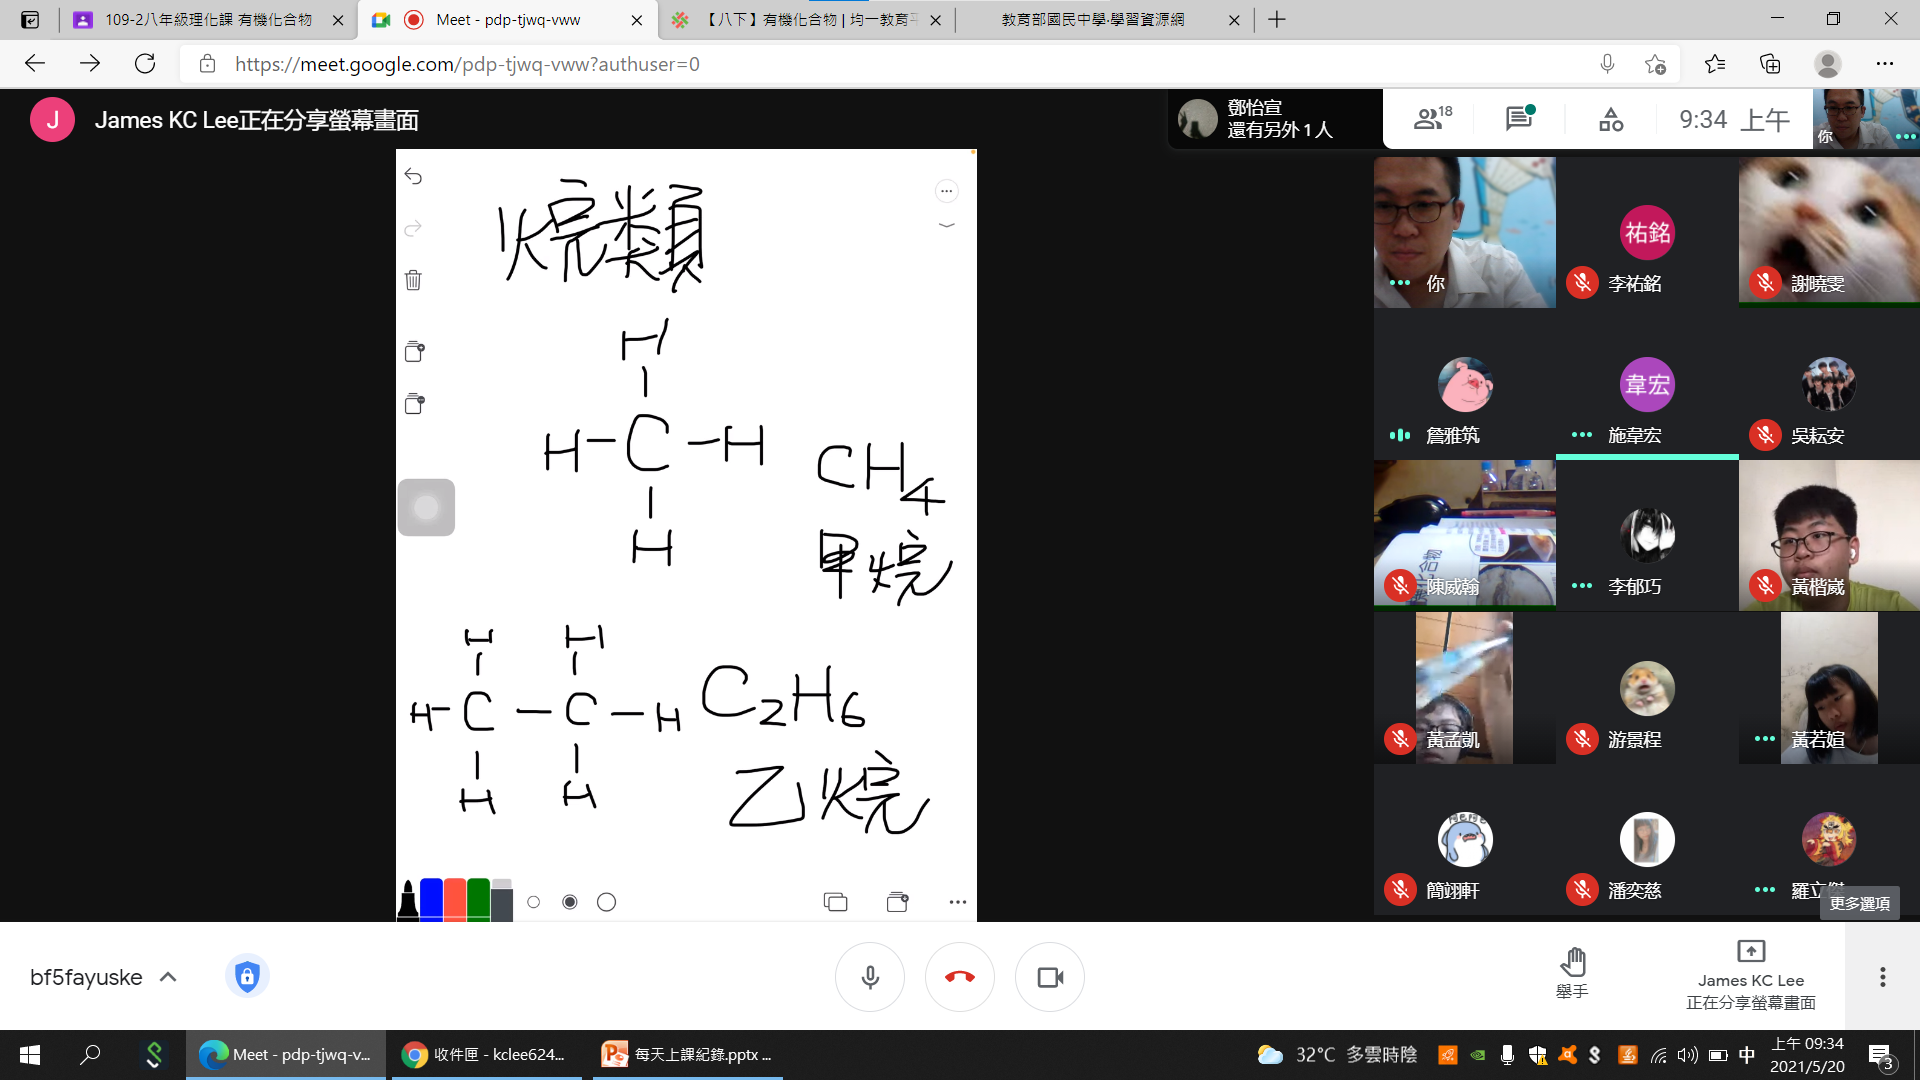 109-2八年級理化課 有機化合物
Meet - pdp-tjwq-vww
【八下】有機化合物 | 均一教育平
教育部國民中學·學習資源網
https://meet.google.com/pdp-tjwq-vww?authuser=0
J James KC Lee正在分享螢幕畫面
鄧怡宣
還有另外 1 人
18
9:34 上午
你
烷類
H
H-C-H
H
CH4
甲烷
H H
H-C-C-H
H H
C2H6
乙烷
你
祐銘
李祐銘
謝曉雯
詹雅筑
韋宏
施韋宏
吳耘安
陳威翰
李郁巧
黃楷崴
黃孟凱
游景程
黃若媗
簡翊軒
潘奕慈
羅立
更多選項
bf5fayuske
舉手
James KC Lee
正在分享螢幕畫面
Meet - pdp-tjwq-v...
收件匣 - kclee624...
每天上課紀錄.pptx ...
32°C 多雲時陰
中
上午 09:34
2021/5/20
3